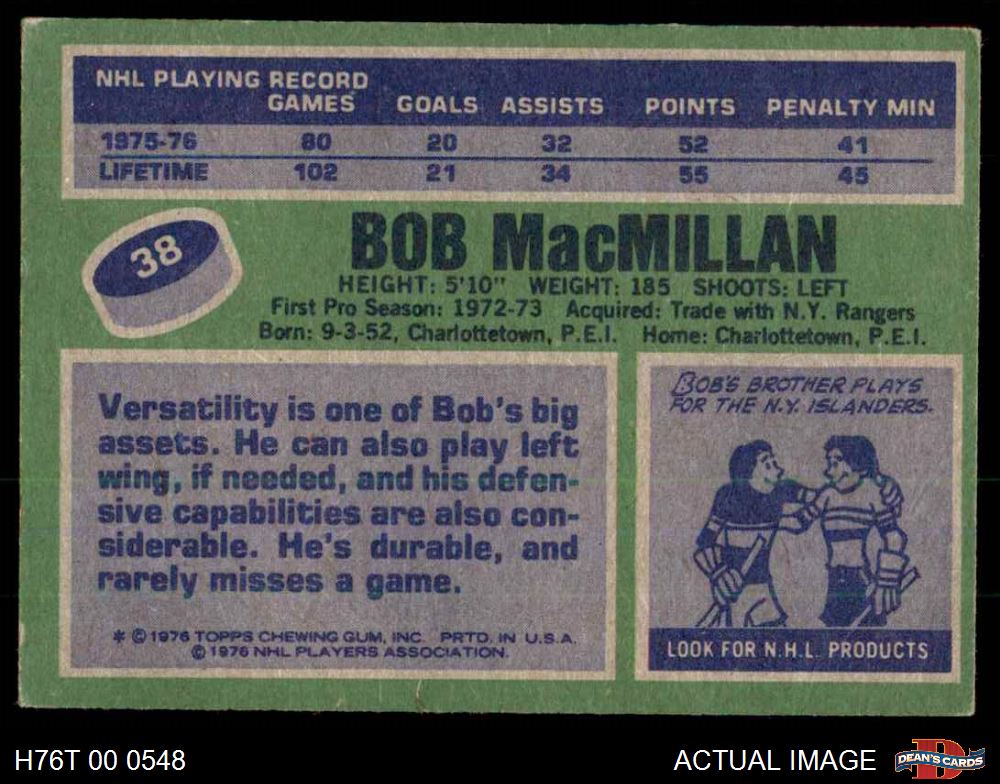 NHL PLAYING RECORD
GAMES GOALS ASSISTS POINTS PENALTY MIN
1975-76 80 20 32 52 41
LIFETIME 102 21 34 55 45
38
BOB MacMILLAN
HEIGHT: 5'10" WEIGHT: 185 SHOOTS: LEFT
First Pro Season: 1972-73 Acquired: Trade with N.Y. Rangers
Born: 9-3-52, Charlottetown, P.E.I. Home: Charlottetown, P.E.I.
Versatility is one of Bob's big
assets. He can also play left
wing, if needed, and his defen-
sive capabilities are also con-
siderable. He's durable, and
rarely misses a game.
* © 1976 TOPPS CHEWING GUM, INC. PRTD. IN U.S.A.
© 1976 NHL PLAYERS ASSOCIATION.
BOB'S BROTHER PLAYS
FOR THE N.Y. ISLANDERS.
LOOK FOR N.H.L. PRODUCTS
H76T 00 0548
ACTUAL IMAGE
D
DEAN'S CARDS